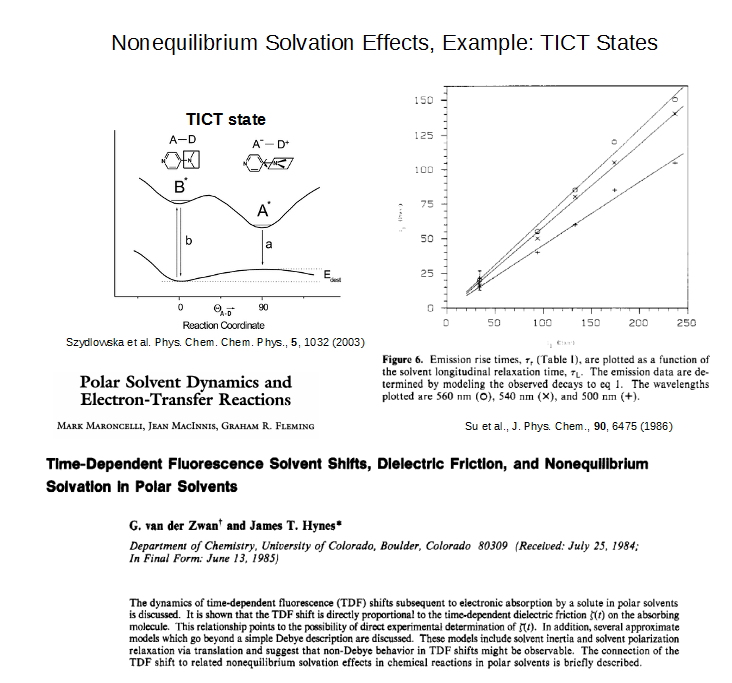 Nonequilibrium Solvation Effects, Example: TICT States
TICT state
A—D
A⁻— D⁺
N
N
N
B*
A*
b
a
E
0
Θ A-D
90
Reaction Coordinate
Szydlowska et al. Phys. Chem. Chem. Phys., 5, 1032 (2003)
150
125
100
75
50
25
0
0
50
100
150
200
250
Figure 6. Emission rise times, τr (Table I), are plotted as a function of
the solvent longitudinal relaxation time, τL. The emission data are de-
termined by modeling the observed decays to eq 1. The wavelengths
plotted are 560 nm (O), 540 nm (×), and 500 nm (+).
Su et al., J. Phys. Chem., 90, 6475 (1986)
Polar Solvent Dynamics and
Electron-Transfer Reactions
MARK MARONCELLI, JEAN MACINNIS, GRAHAM R. FLEMING
Time-Dependent Fluorescence Solvent Shifts, Dielectric Friction, and Nonequilibrium
Solvation in Polar Solvents
G. van der Zwan† and James T. Hynes*
Department of Chemistry, University of Colorado, Boulder, Colorado 80309 (Received: July 25, 1984;
In Final Form: June 13, 1985)
The dynamics of time-dependent fluorescence (TDF) shifts subsequent to electronic absorption by a solute in polar solvents
is discussed. It is shown that the TDF shift is directly proportional to the time-dependent dielectric friction ζ(t) on the absorbing
molecule. This relationship points to the possibility of direct experimental determination of ζ(t). In addition, several approximate
models which go beyond a simple Debye description are discussed. These models include solvent inertia and solvent polarization
relaxation via translation and suggest that non-Debye behavior in TDF shifts might be observable. The connection of the
TDF shift to related nonequilibrium solvation effects in chemical reactions in polar solvents is briefly described.